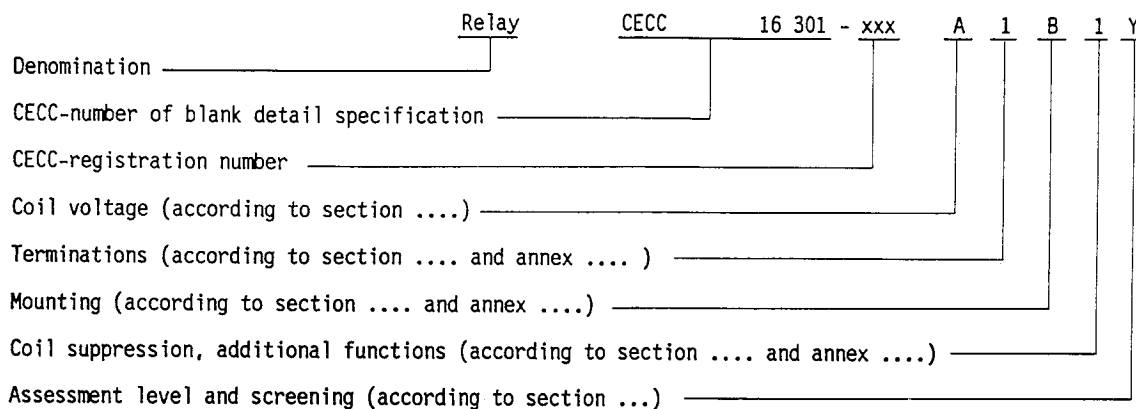 Relay CECC 16 301 - xxx A 1 B 1 Y
Denomination
CECC-number of blank detail specification
CECC-registration number
Coil voltage (according to section ....)
Terminations (according to section .... and annex .... )
Mounting (according to section .... and annex ....)
Coil suppression, additional functions (according to section .... and annex ....)
Assessment level and screening (according to section ...)